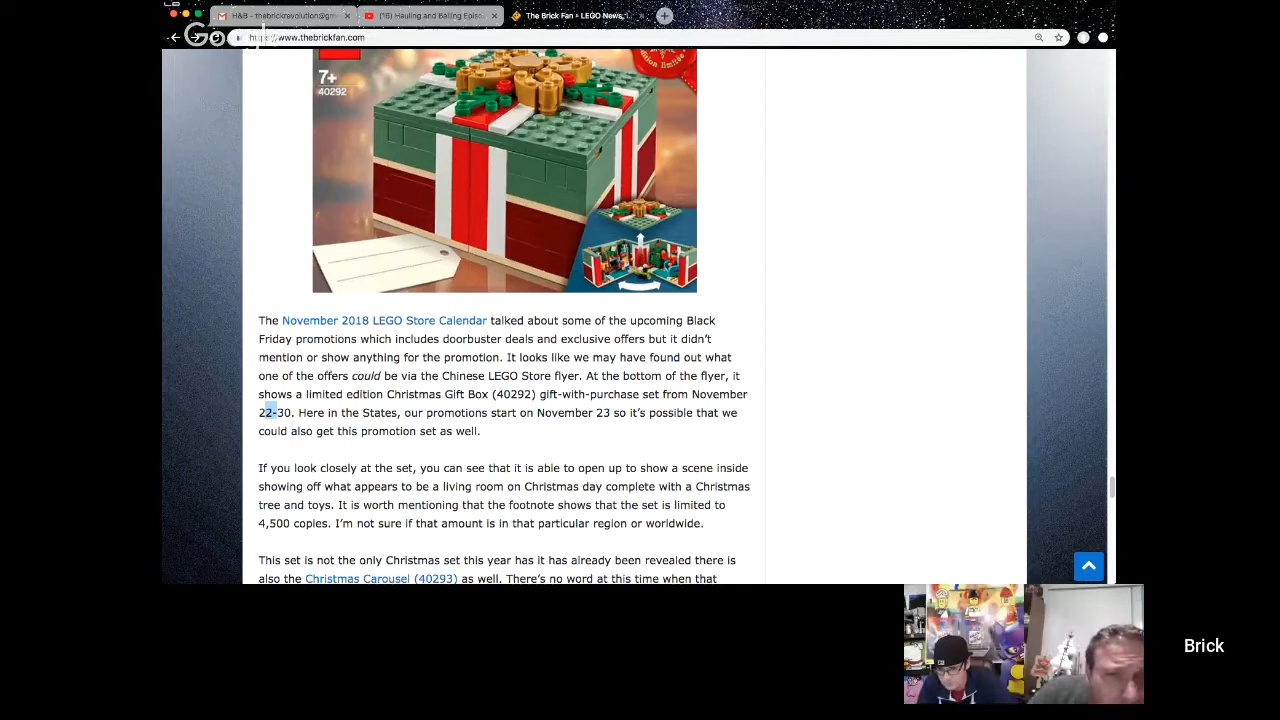 H&B - thebrickrevolution@gm
(16) Hauling and Bailing Epis
The Brick Fan - LEGO News,
https://www.thebrickfan.com
7+
40292
The November 2018 LEGO Store Calendar talked about some of the upcoming Black
Friday promotions which includes doorbuster deals and exclusive offers but it didn't
mention or show anything for the promotion. It looks like we may have found out what
one of the offers could be via the Chinese LEGO Store flyer. At the bottom of the flyer, it
shows a limited edition Christmas Gift Box (40292) gift-with-purchase set from November
22-30. Here in the States, our promotions start on November 23 so it's possible that we
could also get this promotion set as well.
If you look closely at the set, you can see that it is able to open up to show a scene inside
showing off what appears to be a living room on Christmas day complete with a Christmas
tree and toys. It is worth mentioning that the footnote shows that the set is limited to
4,500 copies. I'm not sure if that amount is in that particular region or worldwide.
This set is not the only Christmas set this year has it has already been revealed there is
also the Christmas Carousel (40293) as well. There's no word at this time when that
Brick